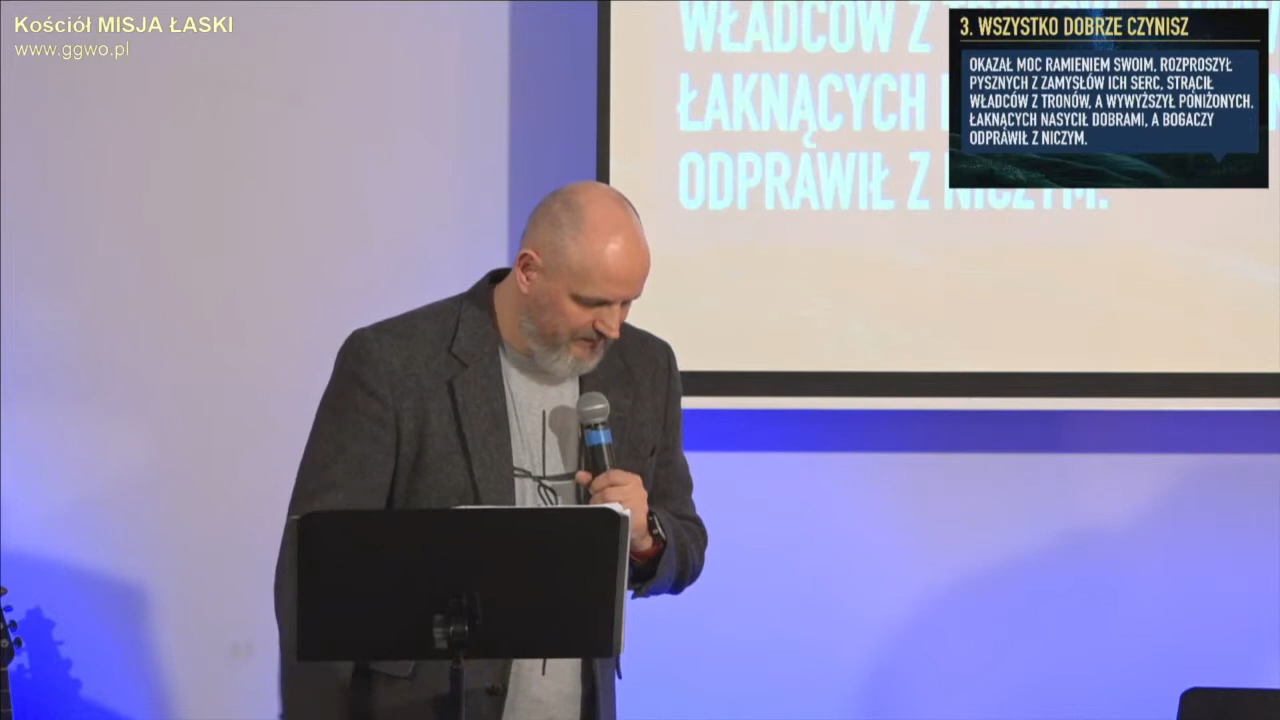 Kościół MISJA ŁASKI
www.ggwo.pl
WŁADCÓW Z
ŁAKNĄCYCH
ODPRAWIŁ Z NICZYM.
3. WSZYSTKO DOBRZE CZYNISZ
OKAZAŁ MOC RAMIENIEM SWOIM, ROZPROSZYŁ
PYSZNYCH Z ZAMYSŁÓW ICH SERC, STRĄCIŁ
WŁADCÓW Z TRONÓW, A WYWYŻSZYŁ PONIŻONYCH.
ŁAKNĄCYCH NASYCIŁ DOBRAMI, A BOGACZY
ODPRAWIŁ Z NICZYM.